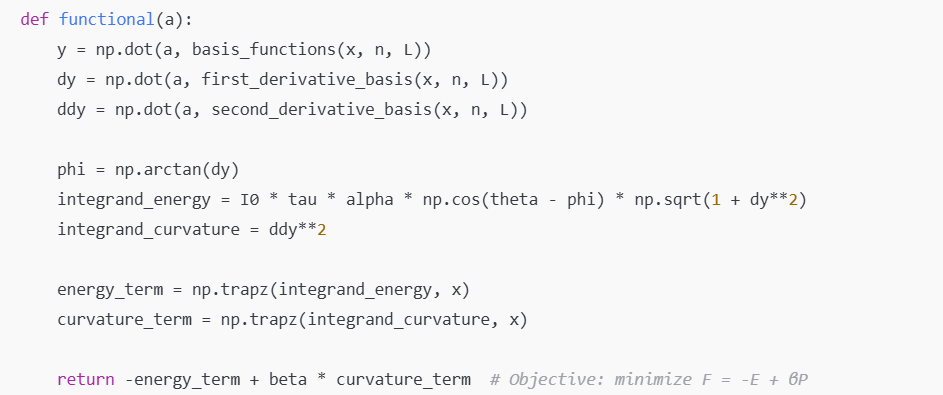 def functional(a):
y = np.dot(a, basis_functions(x, n, L))
dy = np.dot(a, first_derivative_basis(x, n, L))
ddy = np.dot(a, second_derivative_basis(x, n, L))
phi = np.arctan(dy)
integrand_energy = I0 * tau * alpha * np.cos(theta - phi) * np.sqrt(1 + dy**2)
integrand_curvature = ddy**2
energy_term = np.trapz(integrand_energy, x)
curvature_term = np.trapz(integrand_curvature, x)
return -energy_term + beta * curvature_term  # Objective: minimize F = -E + βP